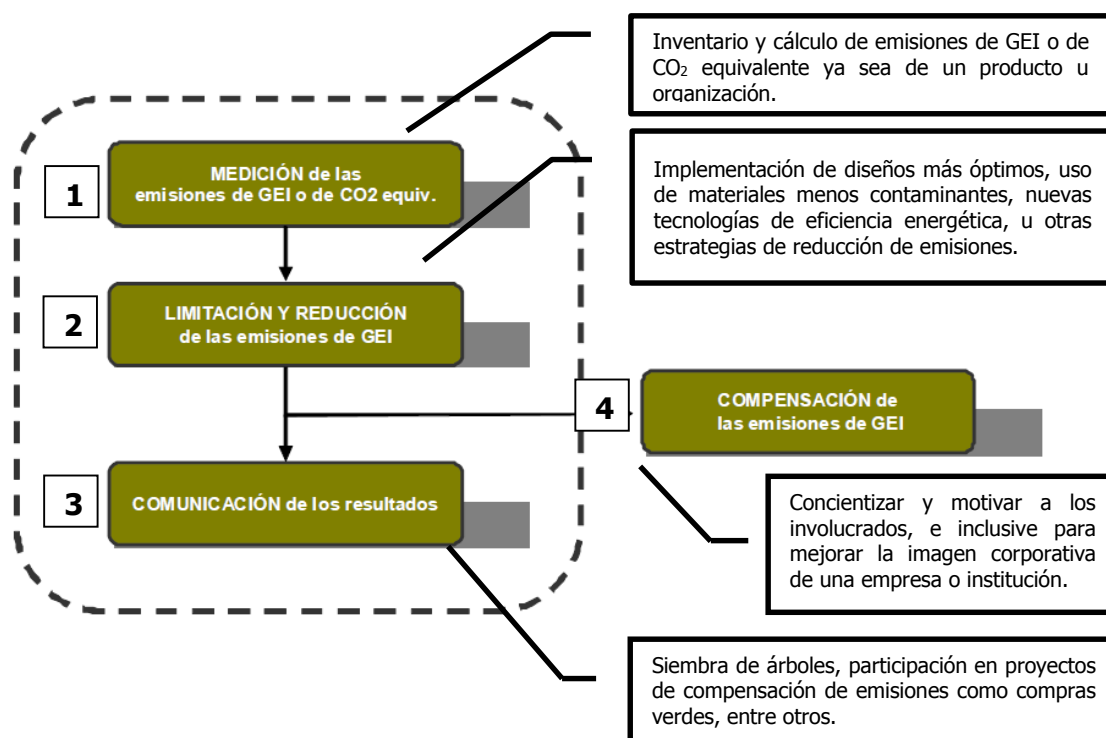 Inventario y cálculo de emisiones de GEI o de
CO₂ equivalente ya sea de un producto u
organización.
1
MEDICIÓN de las
emisiones de GEI o de CO2 equiv.
Implementación de diseños más óptimos, uso
de materiales menos contaminantes, nuevas
tecnologías de eficiencia energética, u otras
estrategias de reducción de emisiones.
2
LIMITACIÓN Y REDUCCIÓN
de las emisiones de GEI
4
COMPENSACIÓN de
las emisiones de GEI
3
COMUNICACIÓN de los resultados
Concientizar y motivar a los
involucrados, e inclusive para
mejorar la imagen corporativa
de una empresa o institución.
Siembra de árboles, participación en proyectos
de compensación de emisiones como compras
verdes, entre otros.